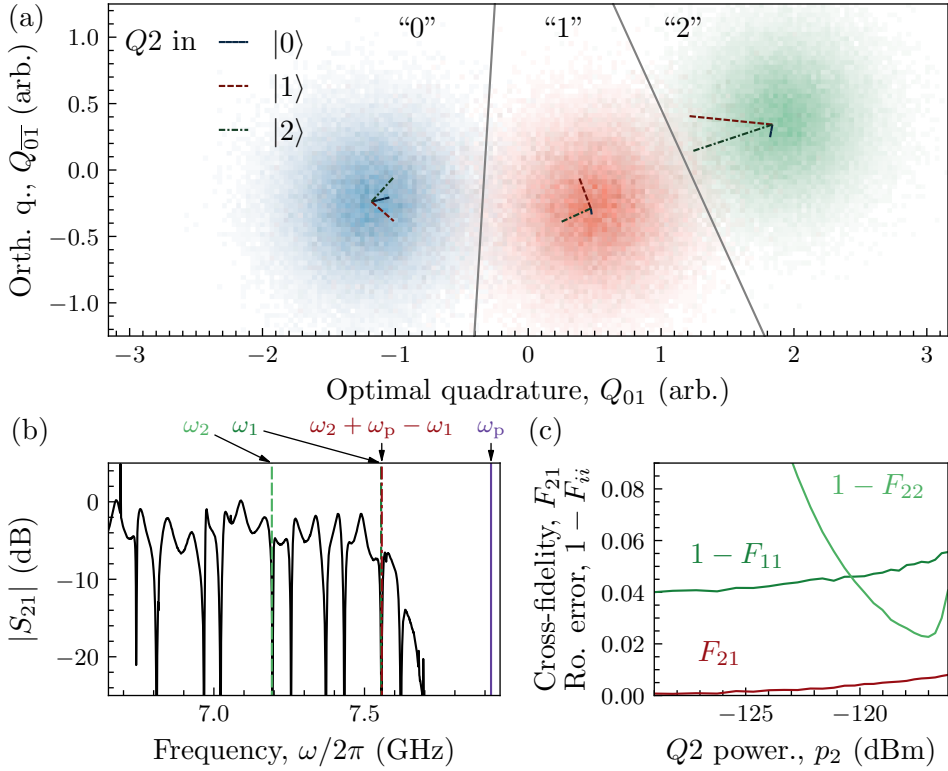 (a)
“0” “1” “2”
Q2 in
|0⟩
|1⟩
|2⟩
Orth. q., Q_{\overline{01}} (arb.)
1.0
0.5
0.0
−0.5
−1.0
−3 −2 −1 0 1 2 3
Optimal quadrature, Q_{01} (arb.)
(b)
ω_2 ω_1 ω_2 + ω_p − ω_1 ω_p
|S_{21}| (dB)
0
−10
−20
7.0 7.5
Frequency, ω/2π (GHz)
(c)
Cross-fidelity, F_{21}
Ro. error, 1 − F_{ii}
0.08
0.06
0.04
0.02
0.00
1 − F_{22}
1 − F_{11}
F_{21}
−125 −120
Q2 power., p_2 (dBm)